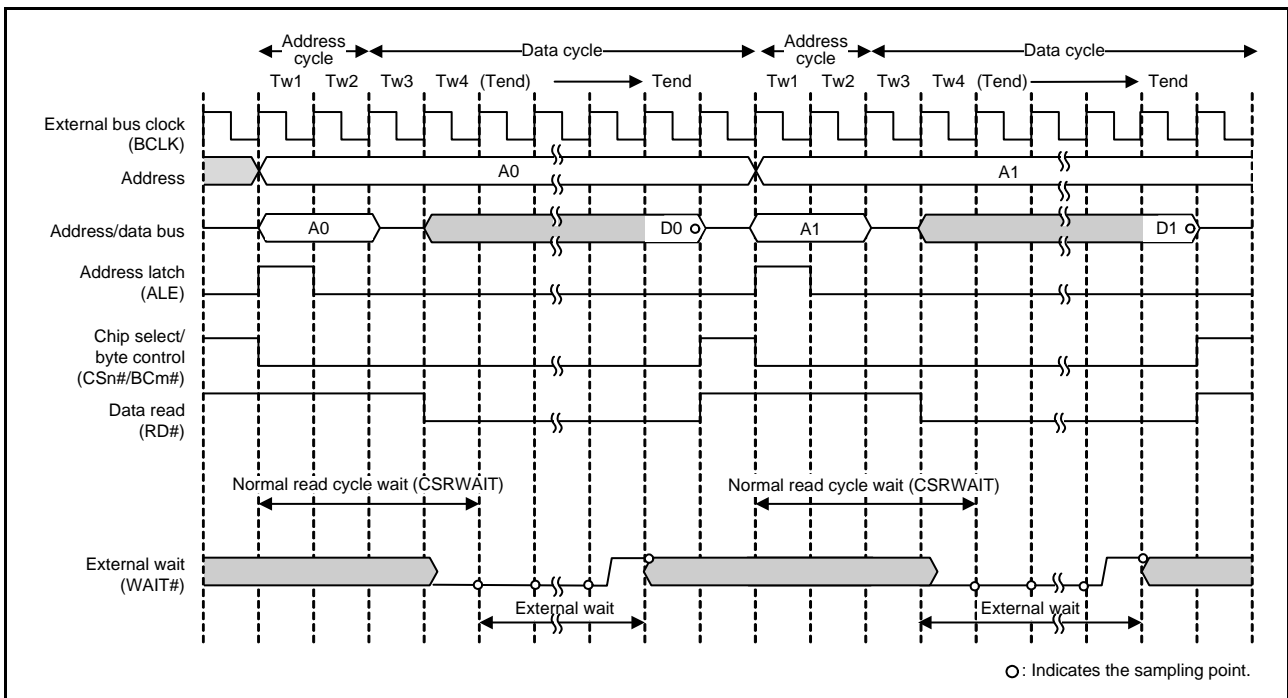 Address
cycle
Data cycle
Address
cycle
Data cycle
Tw1 Tw2 Tw3 Tw4 (Tend) Tend Tw1 Tw2 Tw3 Tw4 (Tend) Tend
External bus clock
(BCLK)
Address
A0
A1
Address/data bus
A0
D0
A1
D1
Address latch
(ALE)
Chip select/
byte control
(CSn#/BCm#)
Data read
(RD#)
Normal read cycle wait (CSRWAIT)
Normal read cycle wait (CSRWAIT)
External wait
(WAIT#)
External wait
External wait
: Indicates the sampling point.